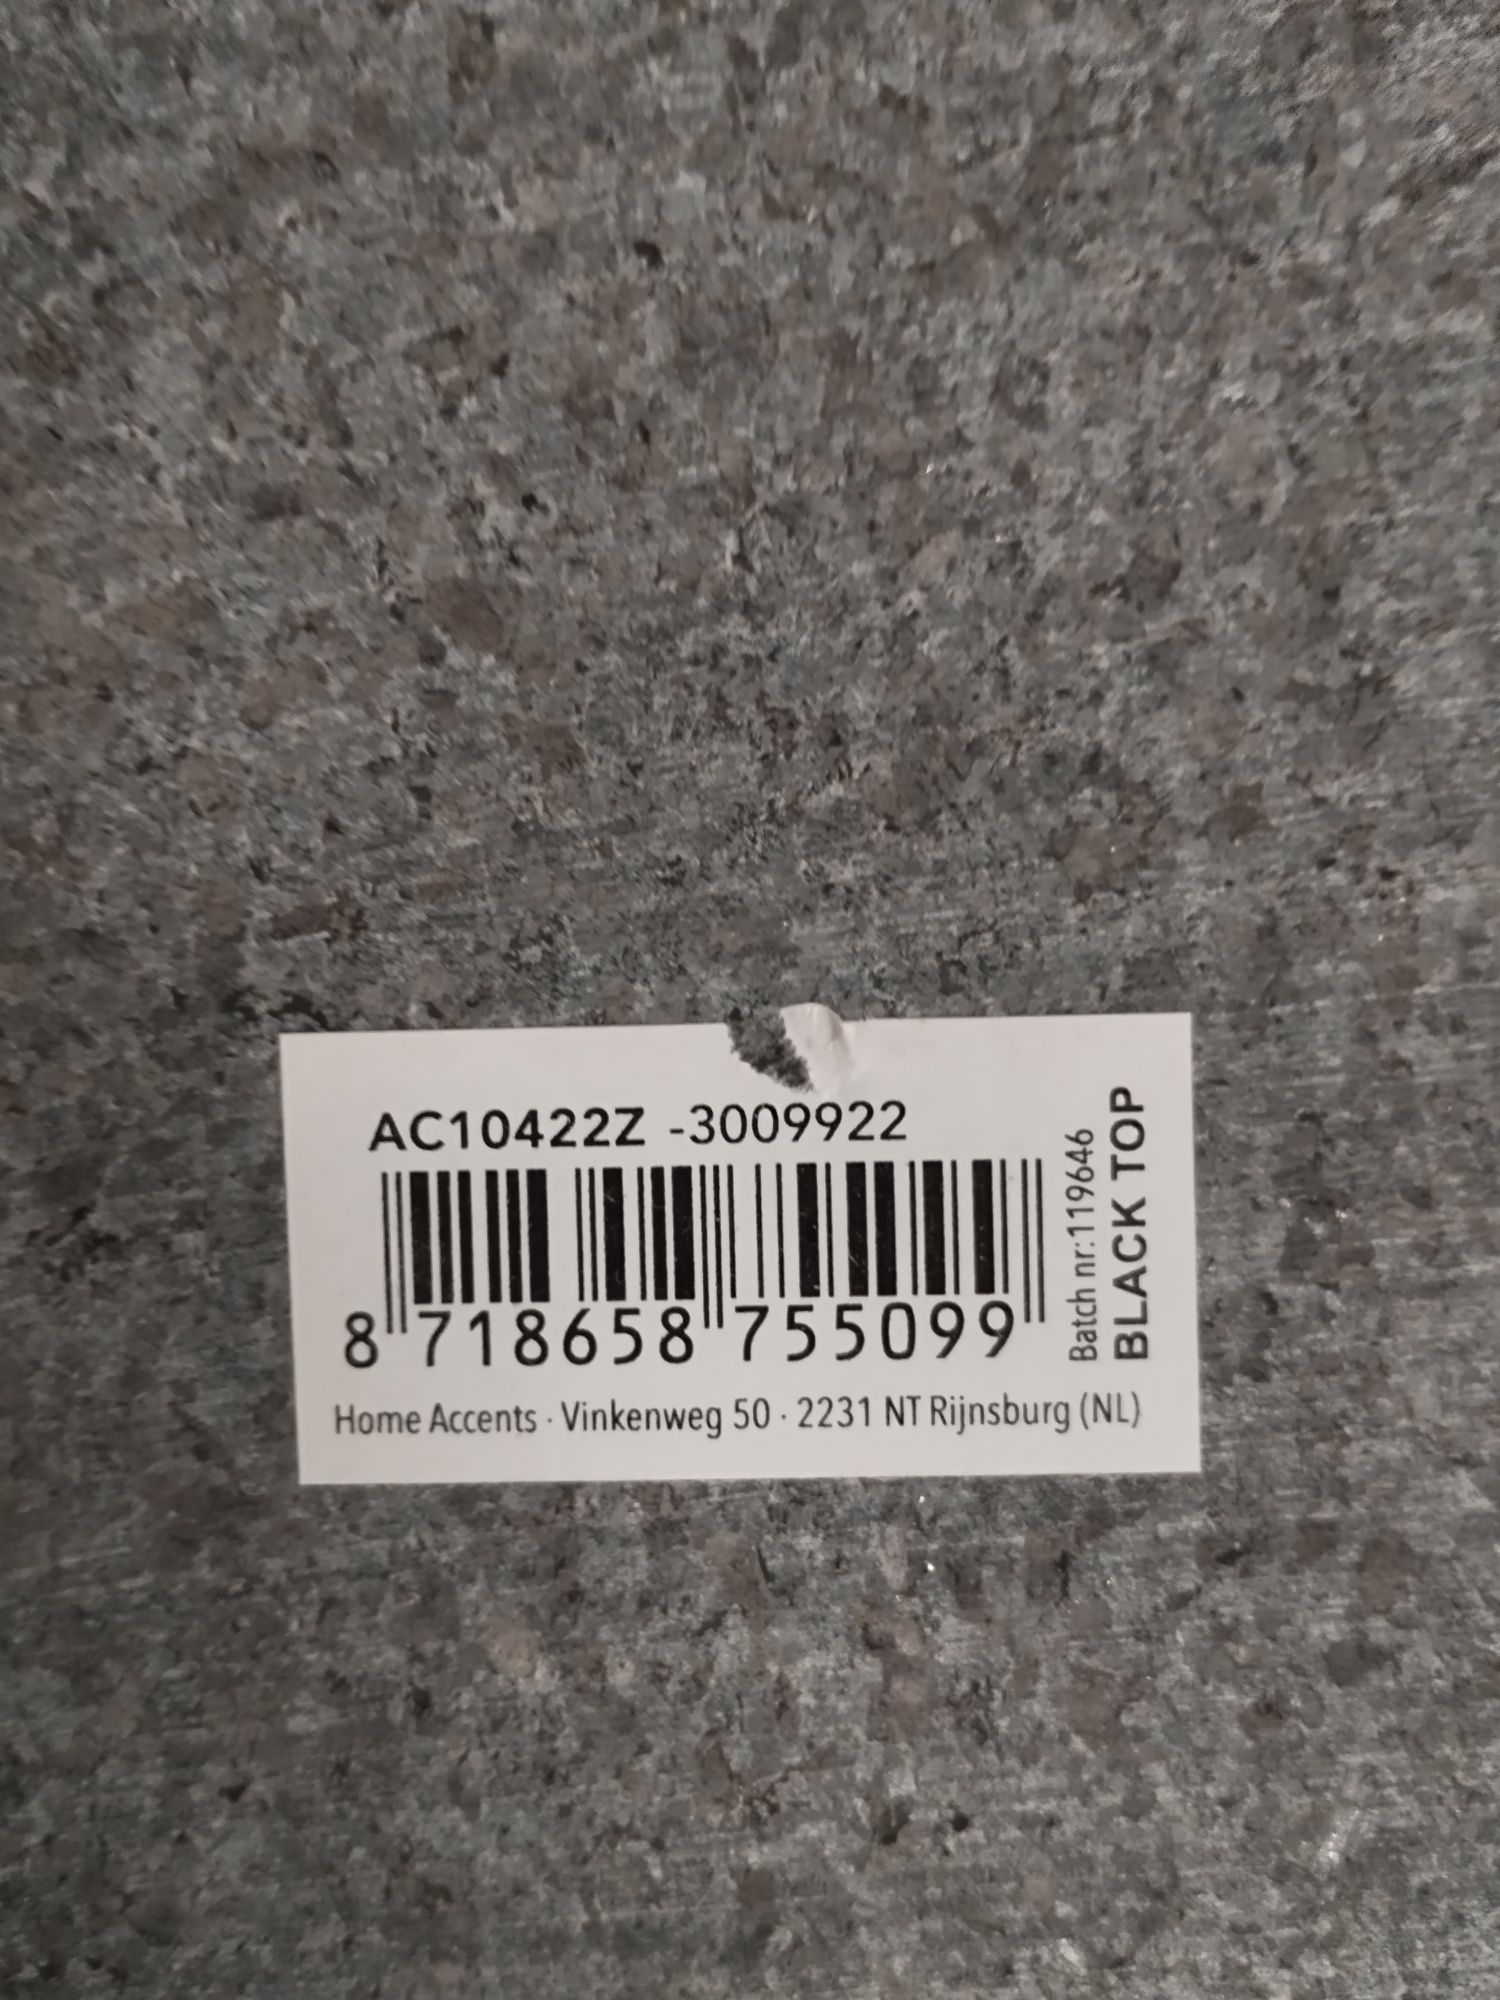 AC10422Z -3009922
8 718658 755099
Batch nr:119646
BLACK TOP
Home Accents · Vinkenweg 50 · 2231 NT Rijnsburg (NL)